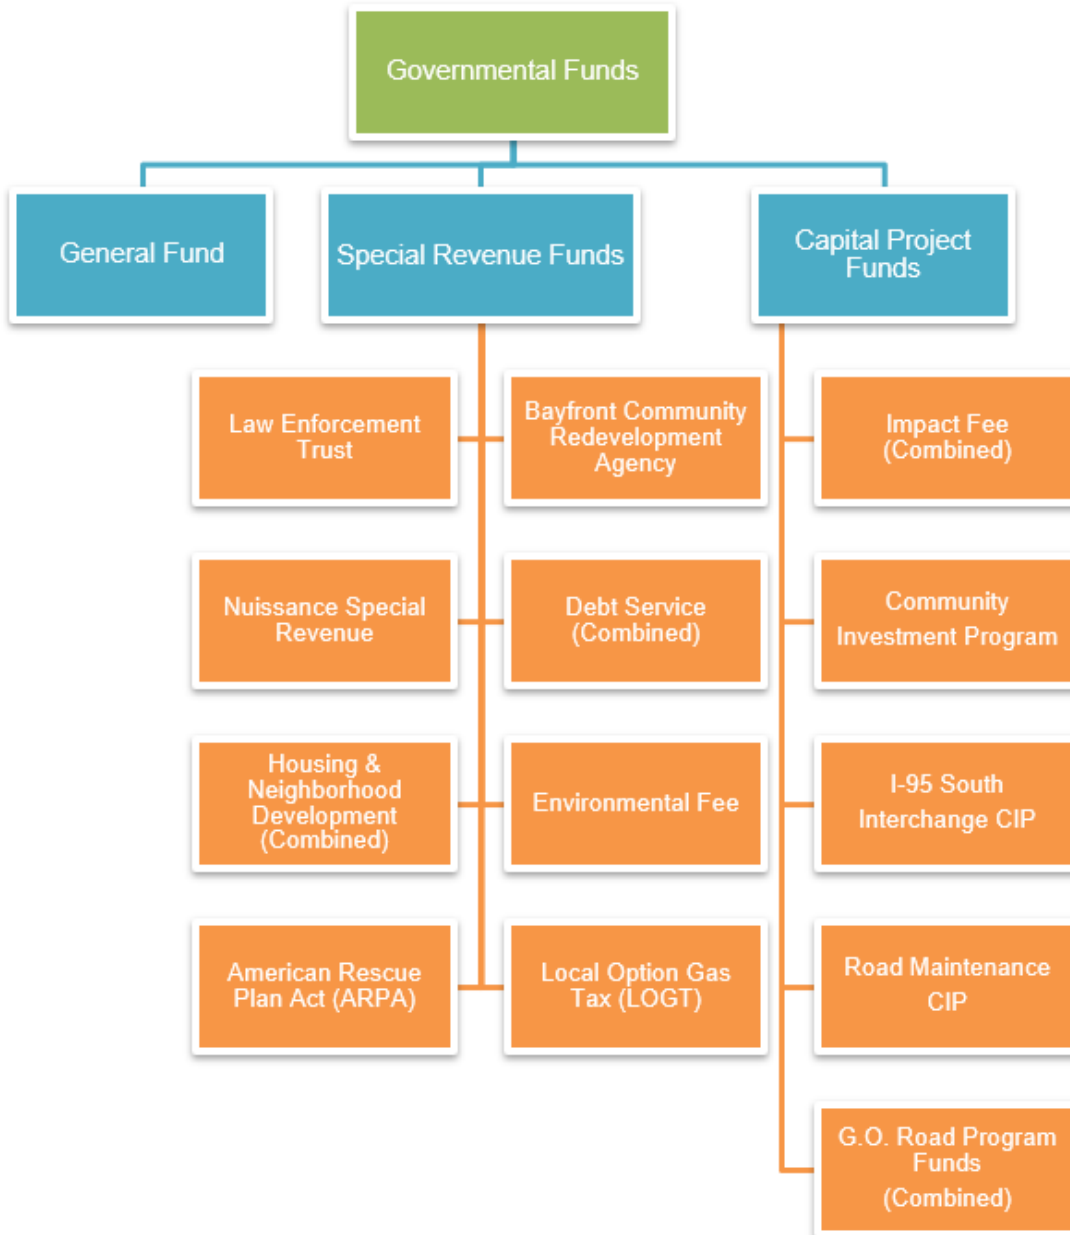 Governmental Funds
General Fund
Special Revenue Funds
Capital Project
Funds
Law Enforcement
Trust
Bayfront Community
Redevelopment
Agency
Impact Fee
(Combined)
Nuissance Special
Revenue
Debt Service
(Combined)
Community
Investment Program
Housing &
Neighborhood
Development
(Combined)
Environmental Fee
I-95 South
Interchange CIP
American Rescue
Plan Act (ARPA)
Local Option Gas
Tax (LOGT)
Road Maintenance
CIP
G.O. Road Program
Funds
(Combined)